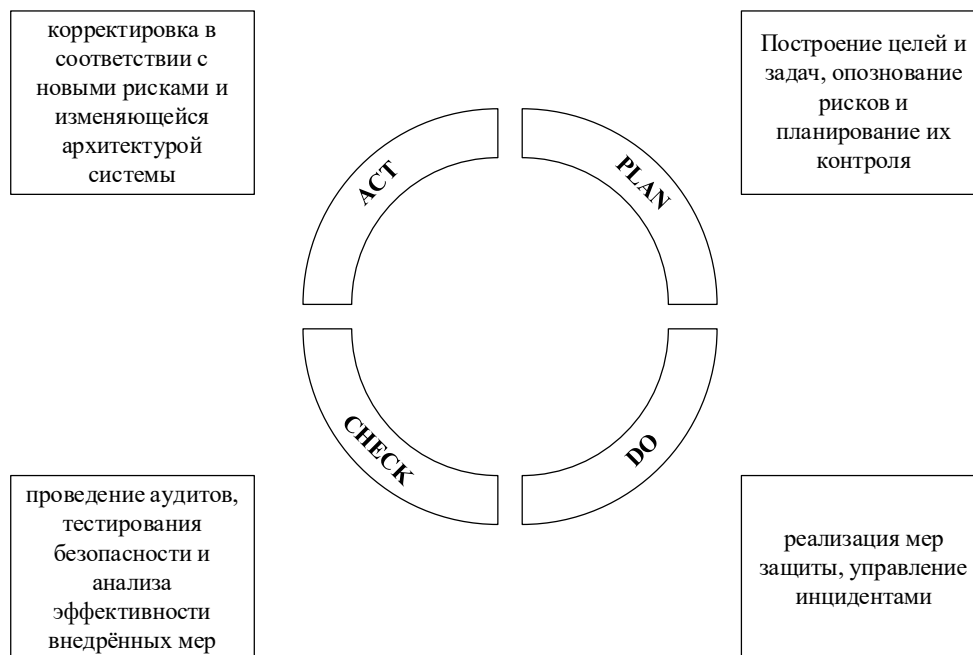 корректировка в
соответствии с
новыми рисками и
изменяющейся
архитектурой
системы
Построение целей и
задач, опознование
рисков и
планирование их
контроля
ACT
PLAN
CHECK
DO
проведение аудитов,
тестирования
безопасности и
анализа
эффективности
внедрённых мер
реализация мер
защиты, управление
инцидентами